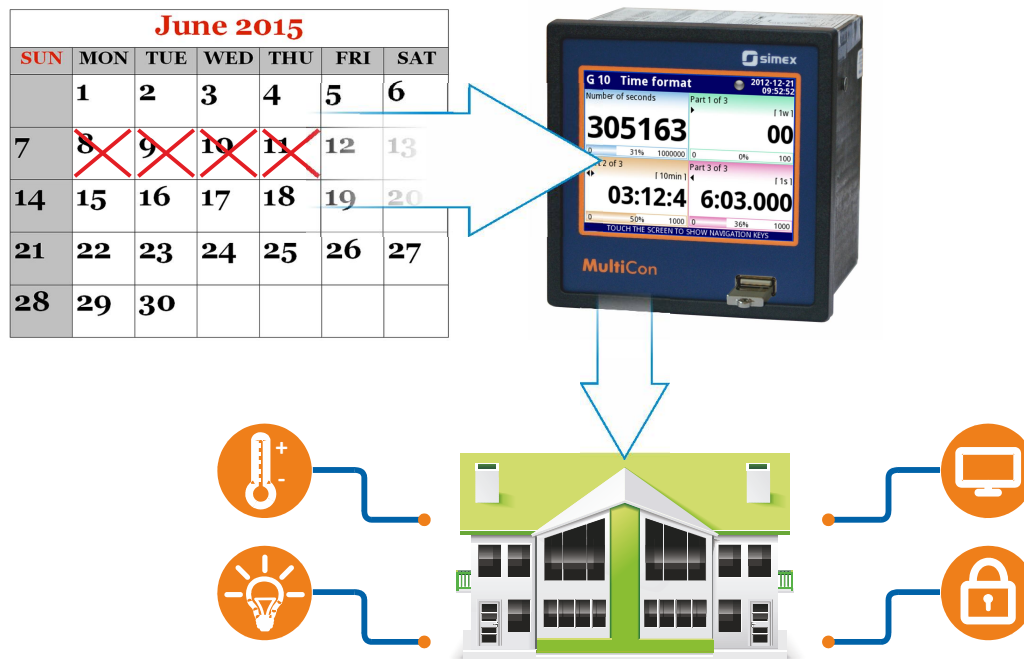 June 2015
SUN MON TUE WED THU FRI SAT
1 2 3 4 5 6
7 8 9 10 11 12 13
14 15 16 17 18 19 20
21 22 23 24 25 26 27
28 29 30
simex
G 10 Time format
2012-12-21
09:52:52
Number of seconds
305163
0 31% 1000000
Part 1 of 3
[ 1w ]
00
0 0% 100
2 of 3
[ 10min ]
03:12:4
0 50% 1000
Part 3 of 3
[ 1s ]
6:03.000
0 36% 1000
TOUCH THE SCREEN TO SHOW NAVIGATION KEYS
MultiCon
+
-